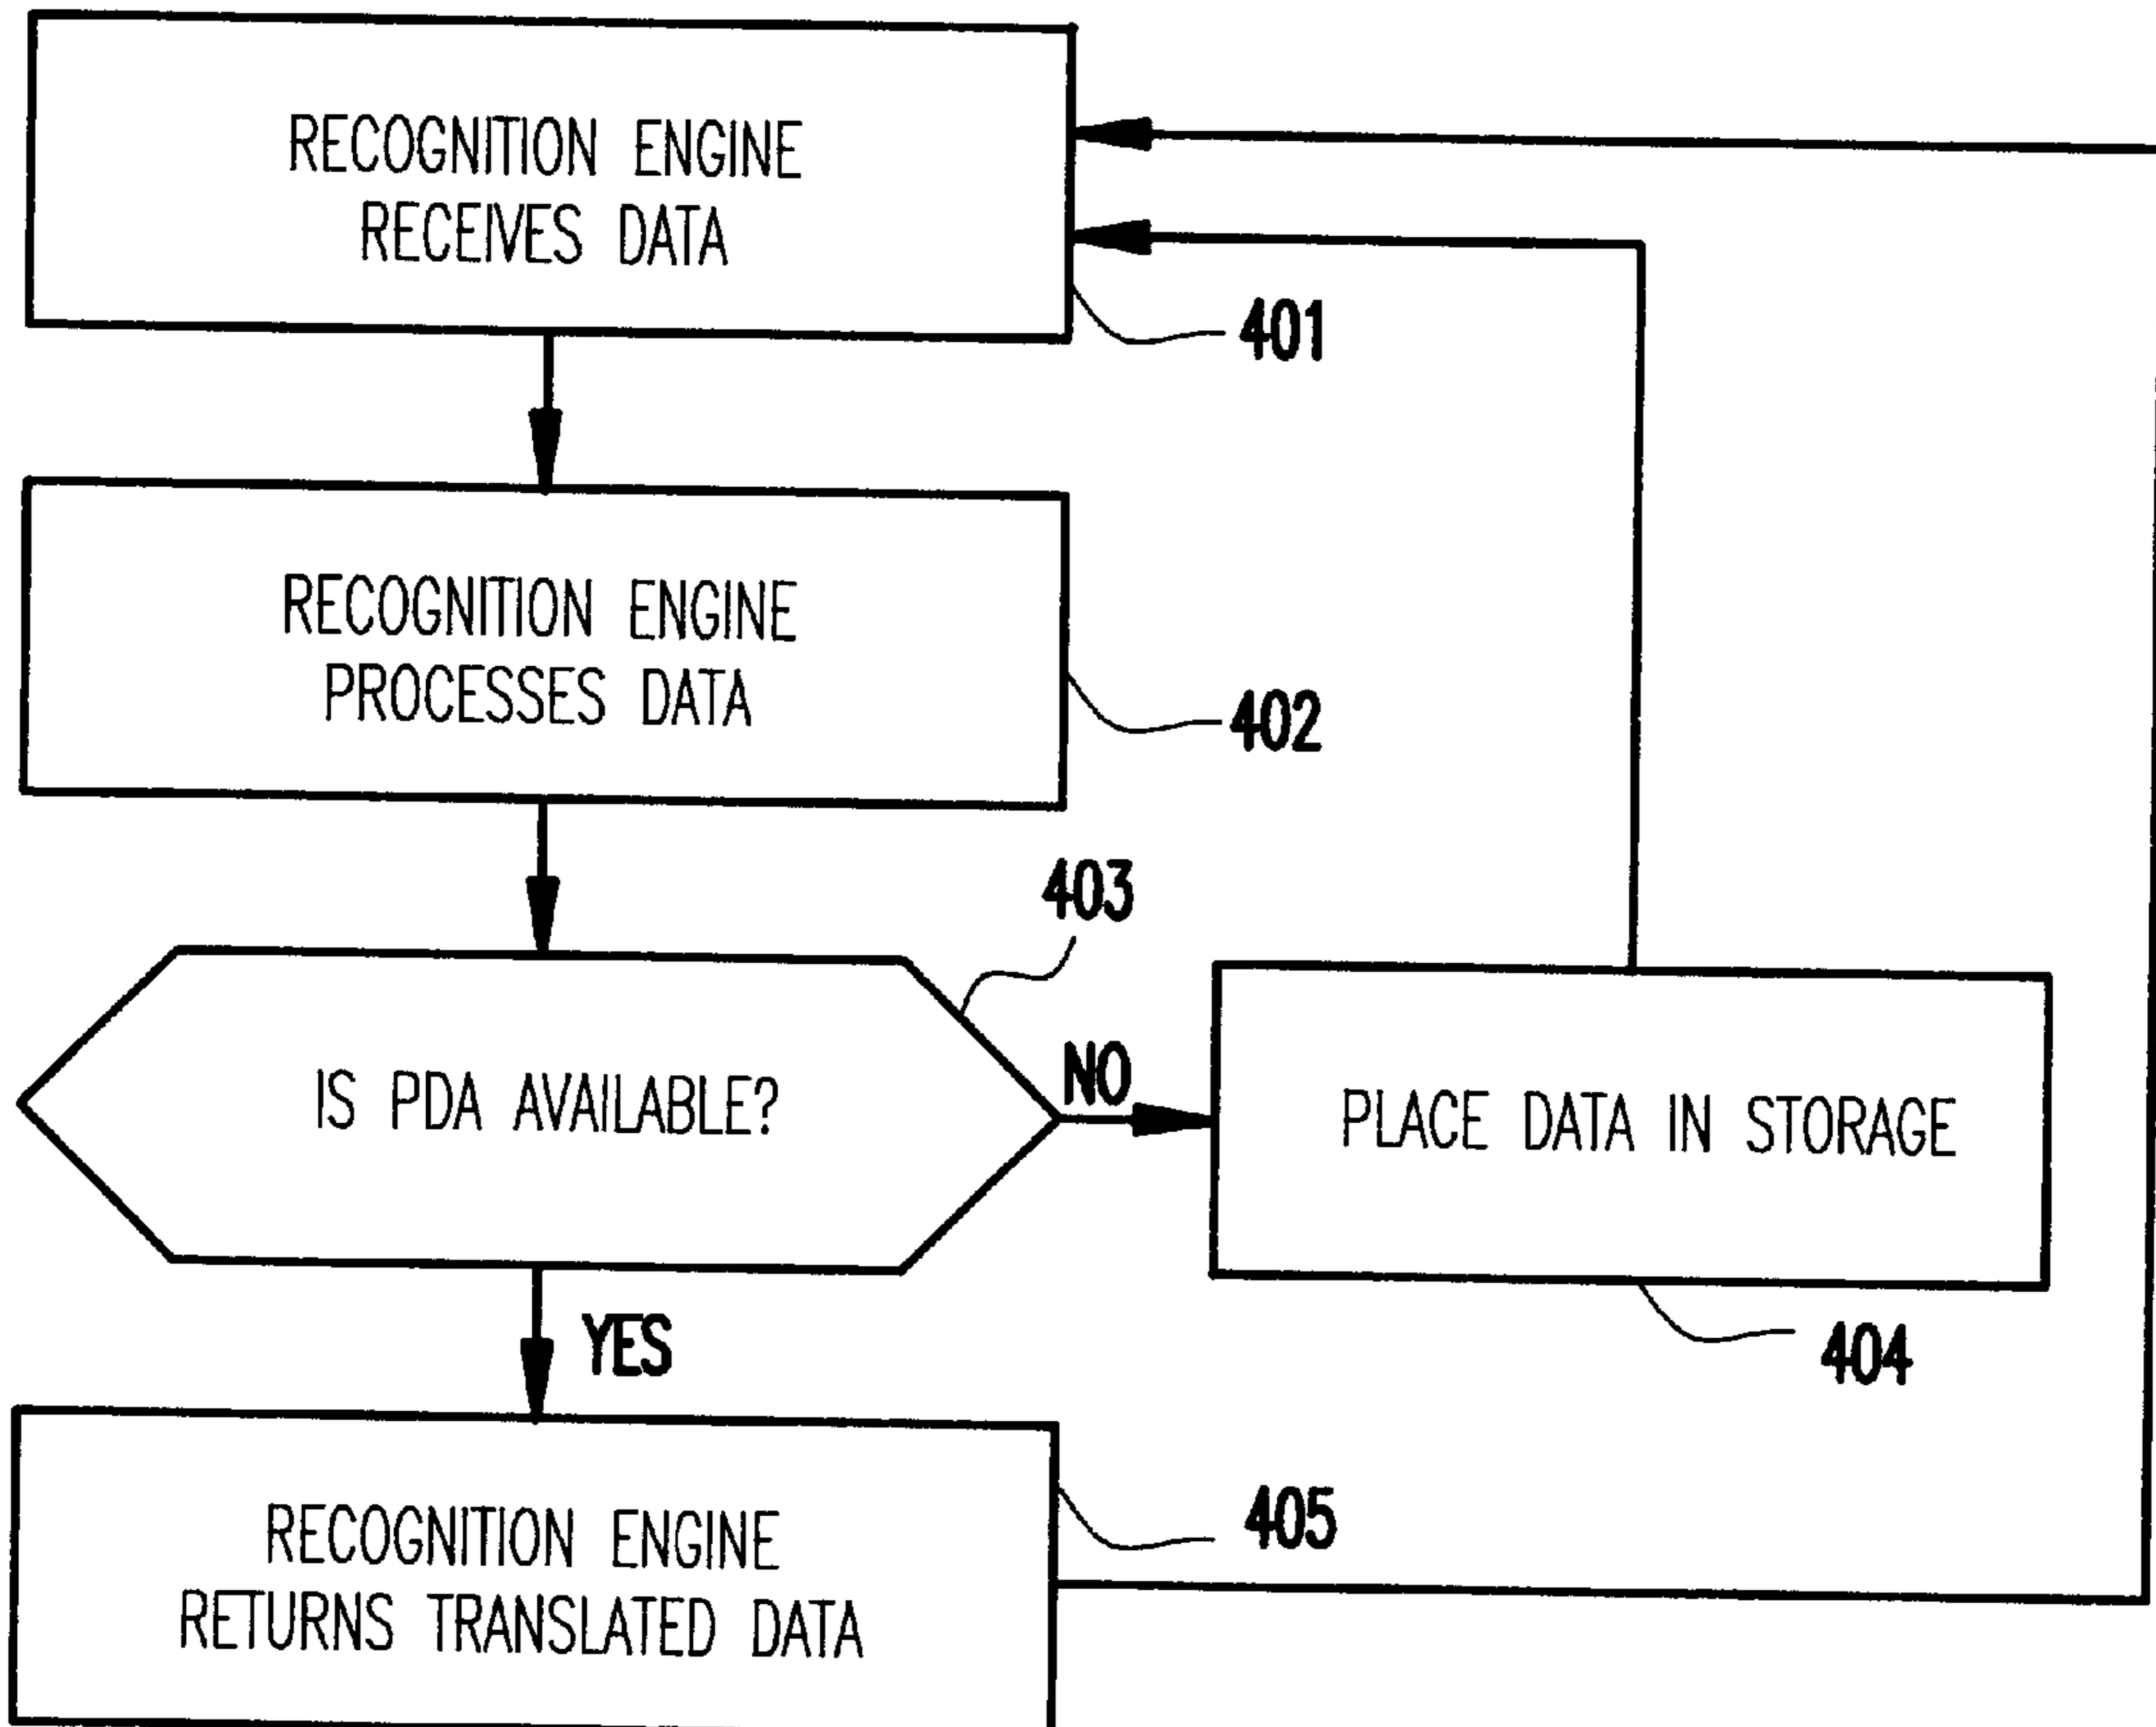 RECOGNITION ENGINE
RECEIVES DATA
401
RECOGNITION ENGINE
PROCESSES DATA
402
403
IS PDA AVAILABLE?
NO
PLACE DATA IN STORAGE
404
YES
405
RECOGNITION ENGINE
RETURNS TRANSLATED DATA